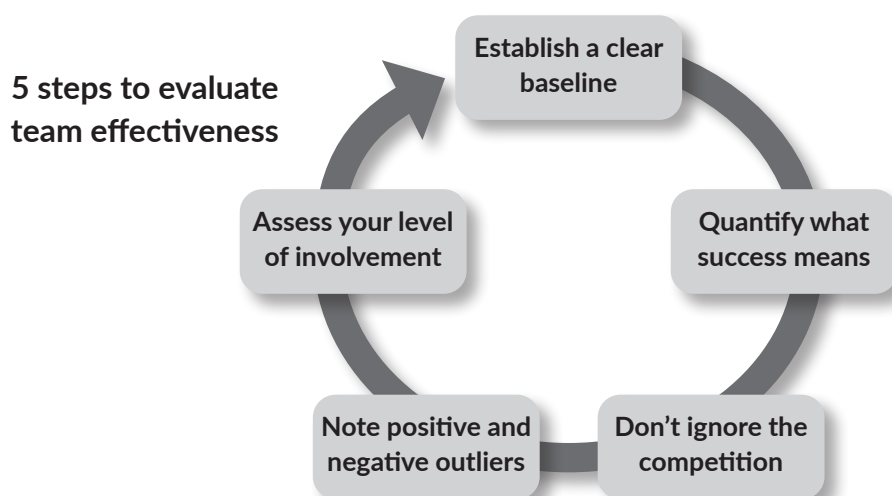 5 steps to evaluate
team effectiveness
Establish a clear
baseline
Quantify what
success means
Don’t ignore the
competition
Note positive and
negative outliers
Assess your level
of involvement